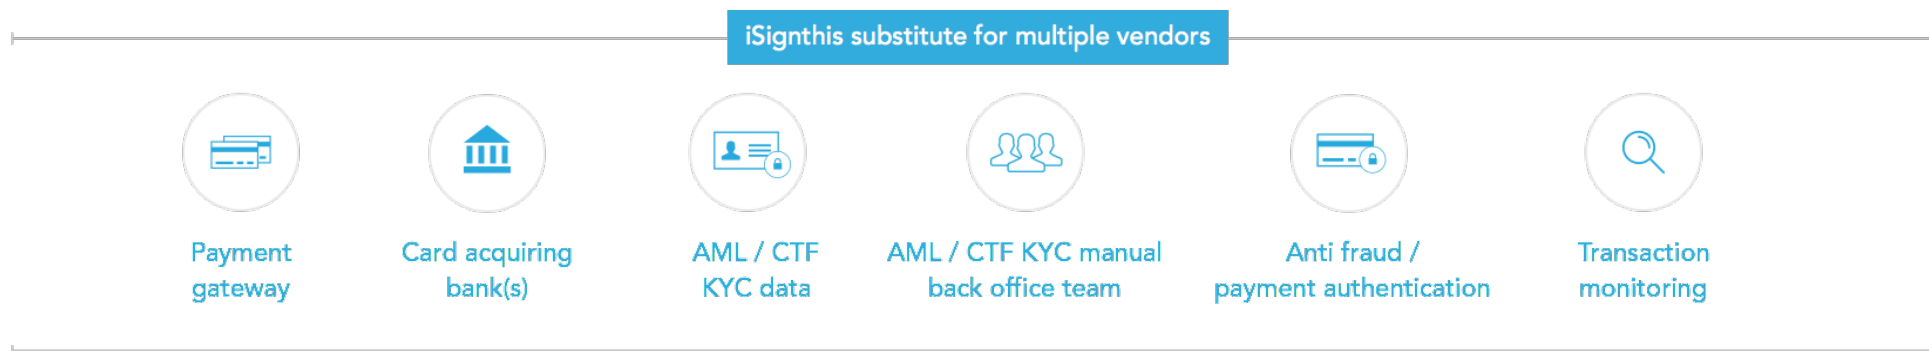 iSignthis substitute for multiple vendors
Payment
gateway
Card acquiring
bank(s)
AML / CTF
KYC data
AML / CTF KYC manual
back office team
Anti fraud /
payment authentication
Transaction
monitoring